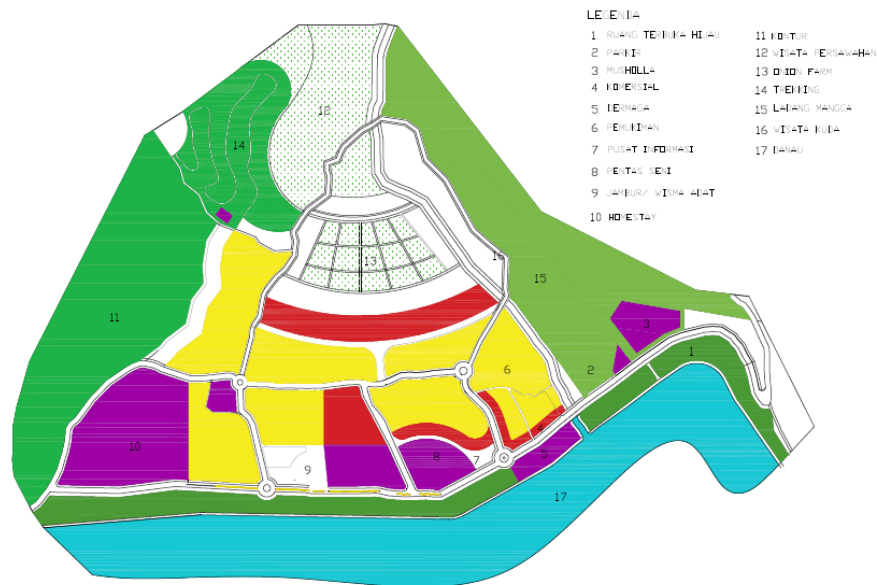 LEGENDA
1 RUANG TERBUKA HIJAU
2 PARKIR
3 MUSHOLLA
4 KOMERSIAL
5 DERMAGA
6 PEMUKIMAN
7 PUSAT INFORMASI
8 PENTAS SENI
9 JAMBUR/ WISMA ADAT
10 HOMESTAY
11 KONTUR
12 WISATA PERSAWAHAN
13 ONION FARM
14 TREKKING
15 LADANG MANGGA
16 WISATA KUDA
17 DANAU
12
14
13
16
15
11
3
1
2
6
4
10
9
8
7
5
17